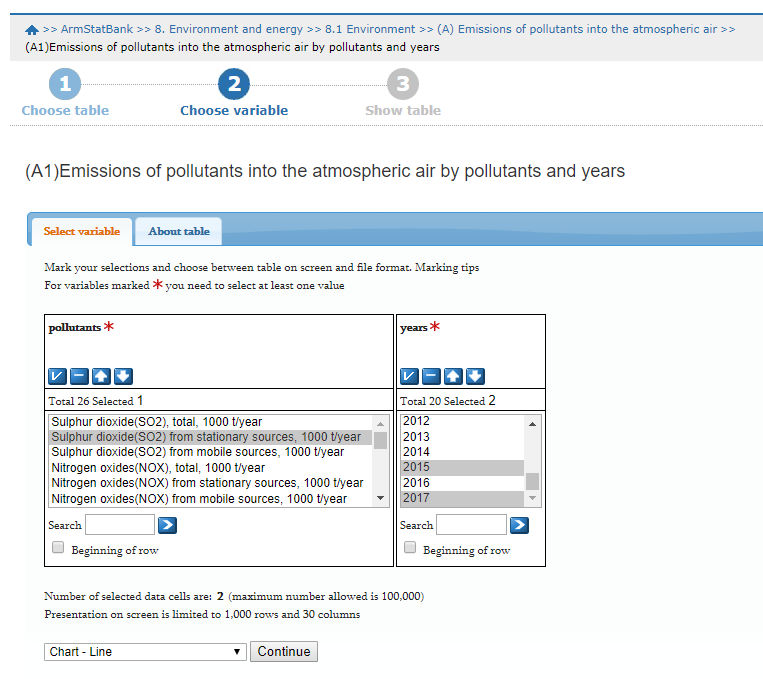 >> ArmStatBank >> 8. Environment and energy >> 8.1 Environment >> (A) Emissions of pollutants into the atmospheric air >>
(A1)Emissions of pollutants into the atmospheric air by pollutants and years
1 2 3
Choose table Choose variable Show table
(A1)Emissions of pollutants into the atmospheric air by pollutants and years
Select variable About table
Mark your selections and choose between table on screen and file format. Marking tips
For variables marked * you need to select at least one value
pollutants *
Total 26 Selected 1
Sulphur dioxide(SO2), total, 1000 t/year
Sulphur dioxide(SO2) from stationary sources, 1000 t/year
Sulphur dioxide(SO2) from mobile sources, 1000 t/year
Nitrogen oxides(NOX), total, 1000 t/year
Nitrogen oxides(NOX) from stationary sources, 1000 t/year
Nitrogen oxides(NOX) from mobile sources, 1000 t/year
Search
Beginning of row
years *
Total 20 Selected 2
2012
2013
2014
2015
2016
2017
Search
Beginning of row
Number of selected data cells are: 2 (maximum number allowed is 100,000)
Presentation on screen is limited to 1,000 rows and 30 columns
Chart - Line Continue